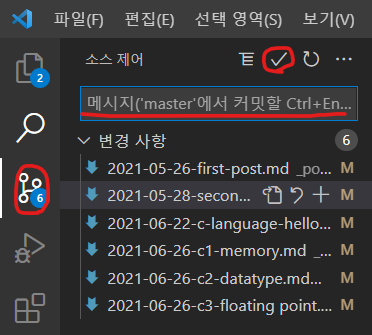 파일(F) 편집(E) 선택 영역(S) 보기(V)
소스 제어
2
메시지('master'에서 커밋할 Ctrl+En...
변경 사항 6
6
2021-05-26-first-post.md _po... M
2021-05-28-secon... M
2021-06-22-c-language-hello... M
2021-06-26-c1-memory.md _... M
2021-06-26-c2-datatype.md... M
2021-06-26-c3-floating point.... M